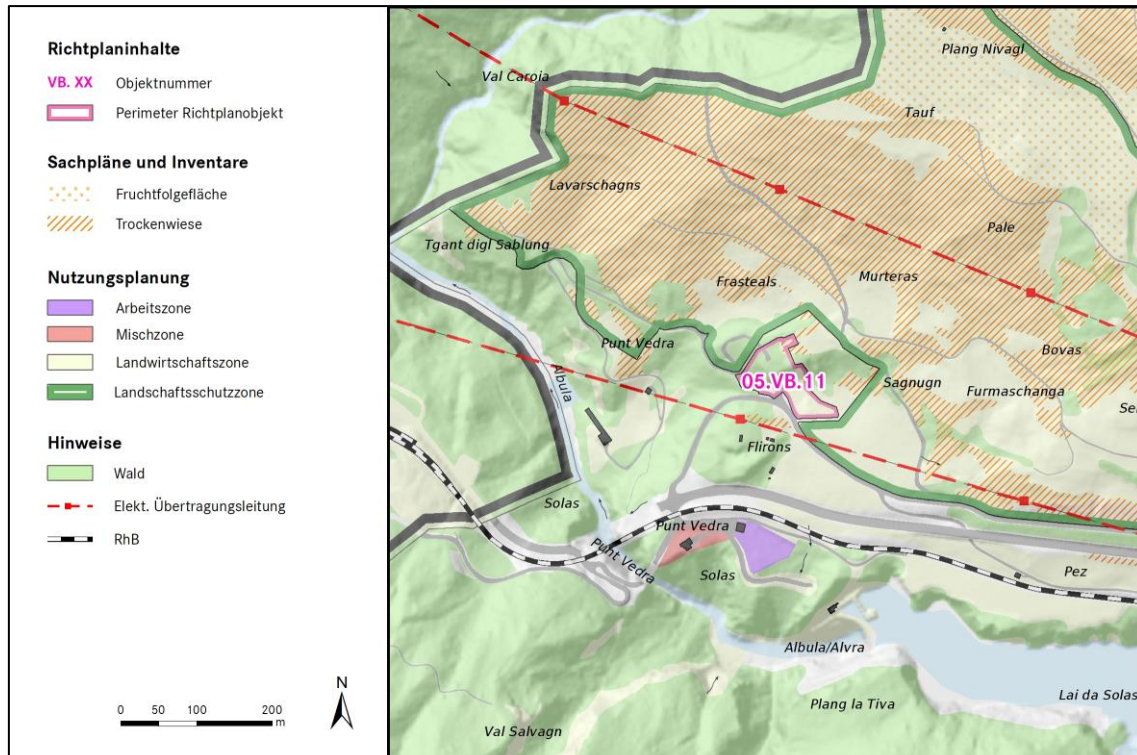 Richtplaninhalte
VB. XX Objektnummer
Perimeter Richtplanobjekt
Sachpläne und Inventare
Fruchtfolgefläche
Trockenwiese
Nutzungsplanung
Arbeitszone
Mischzone
Landwirtschaftszone
Landschaftsschutzzone
Hinweise
Wald
Elekt. Übertragungsleitung
RhB
0 50 100 200
m
N
Plang Nivagl
Val Caroia
Tauf
Lavarschagns
Pale
Tgant digl Sablung
Frasteals
Murteras
Punt Vedra
Bovas
05.VB.11
Sagnugn
Furmaschanga
Se
Albula
Flirons
Solas
Punt Vedra
Punt Vedra
Solas
Pez
Albula/Alvra
Plang la Tiva
Lai da Solas
Val Salvagn